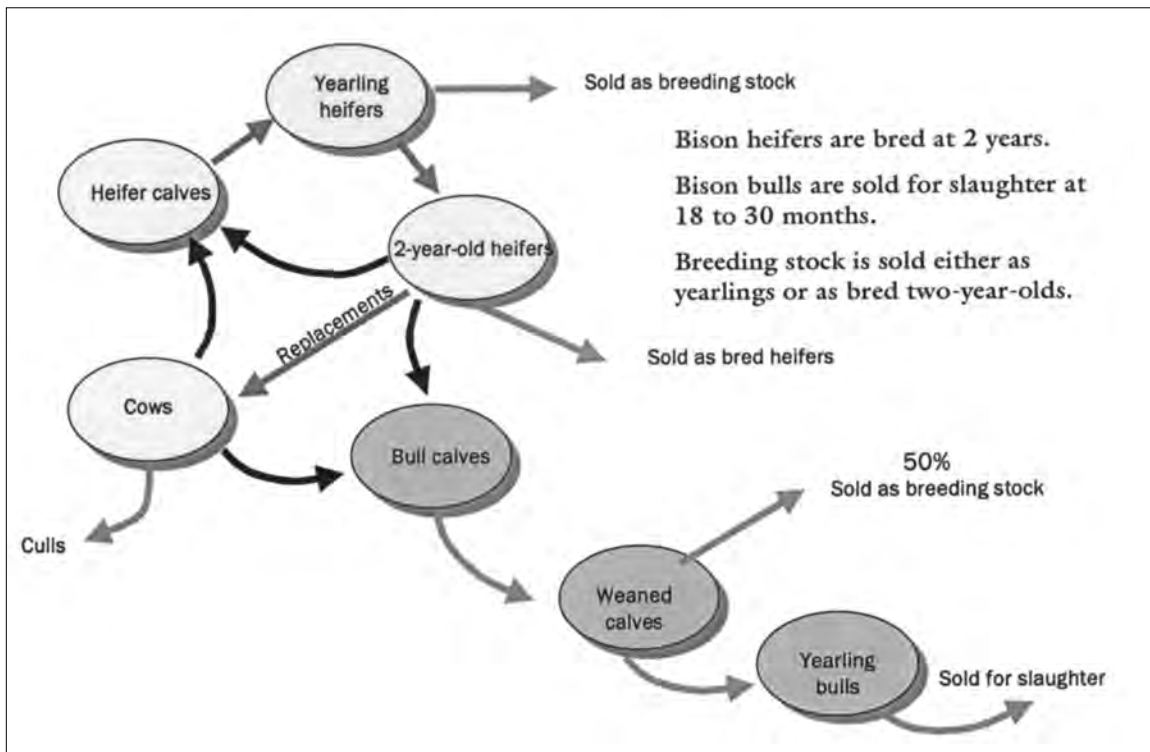 Yearling
heifers
Sold as breeding stock
Bison heifers are bred at 2 years.
Bison bulls are sold for slaughter at
18 to 30 months.
Breeding stock is sold either as
yearlings or as bred two-year-olds.
Heifer calves
2-year-old heifers
Replacements
Sold as bred heifers
Cows
Bull calves
50%
Sold as breeding stock
Culls
Weaned
calves
Yearling
bulls
Sold for slaughter